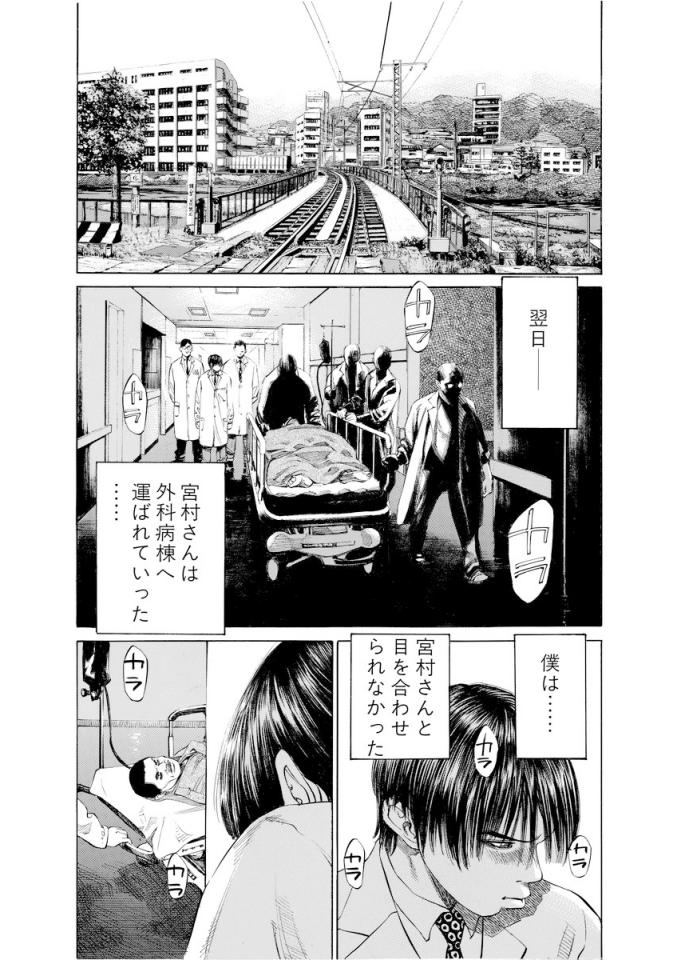 翌日――
カラ
カラ
カラ
宮村さんは
外科病棟へ
運ばれていった
……
僕は……
宮村さんと
目を合わせ
られなかった
カラ
カラ
カラ
カラ